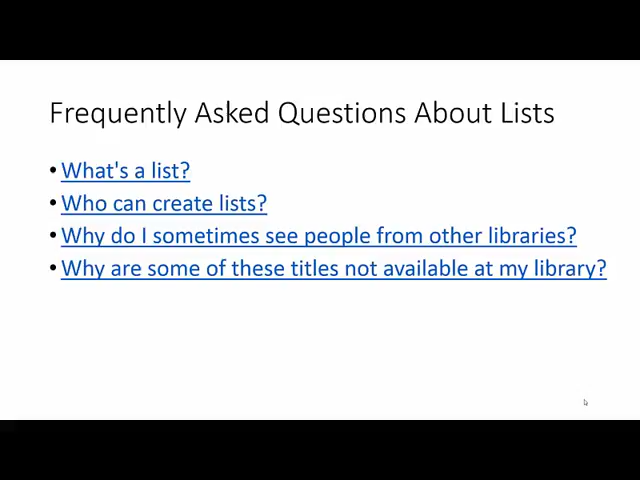 Frequently Asked Questions About Lists
• What's a list?
• Who can create lists?
• Why do I sometimes see people from other libraries?
• Why are some of these titles not available at my library?